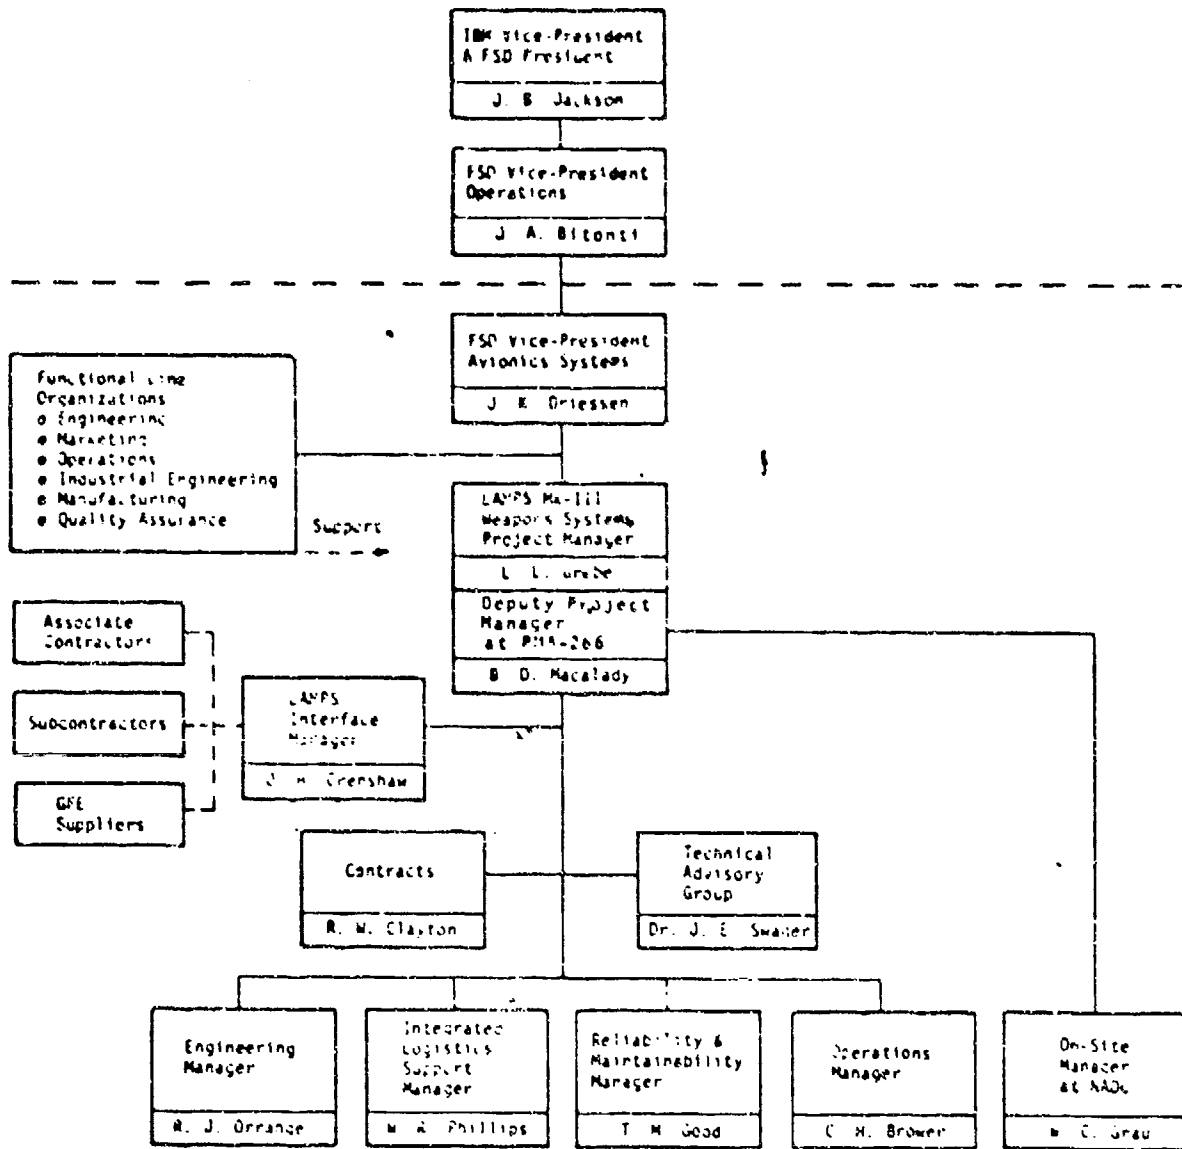 IBM Vice-President
& FSD President
J. B. Jackson
FSD Vice-President
Operations
J. A. Bitonti
FSD Vice-President
Avionics Systems
J. K. Driessen
Functional Line
Organizations
Engineering
Marketing
Operations
Industrial Engineering
Manufacturing
Quality Assurance
Support
LAMPS MK-III
Weapons Systems
Project Manager
L. L.
Deputy Project
Manager
at PMA-266
B. D. Macalady
Associate
Contractors
Subcontractors
GFE
Suppliers
LAMPS
Interface
Manager
Crenshaw
Contracts
R. W. Clayton
Technical
Advisory
Group
Dr. J. E.
Engineering
Manager
R. J. Orrange
Integrated
Logistics
Support
Manager
W. R. Phillips
Reliability &
Maintainability
Manager
T. M. Good
Operations
Manager
C. H. Brower
On-Site
Manager
at NADC
W. C. Grau